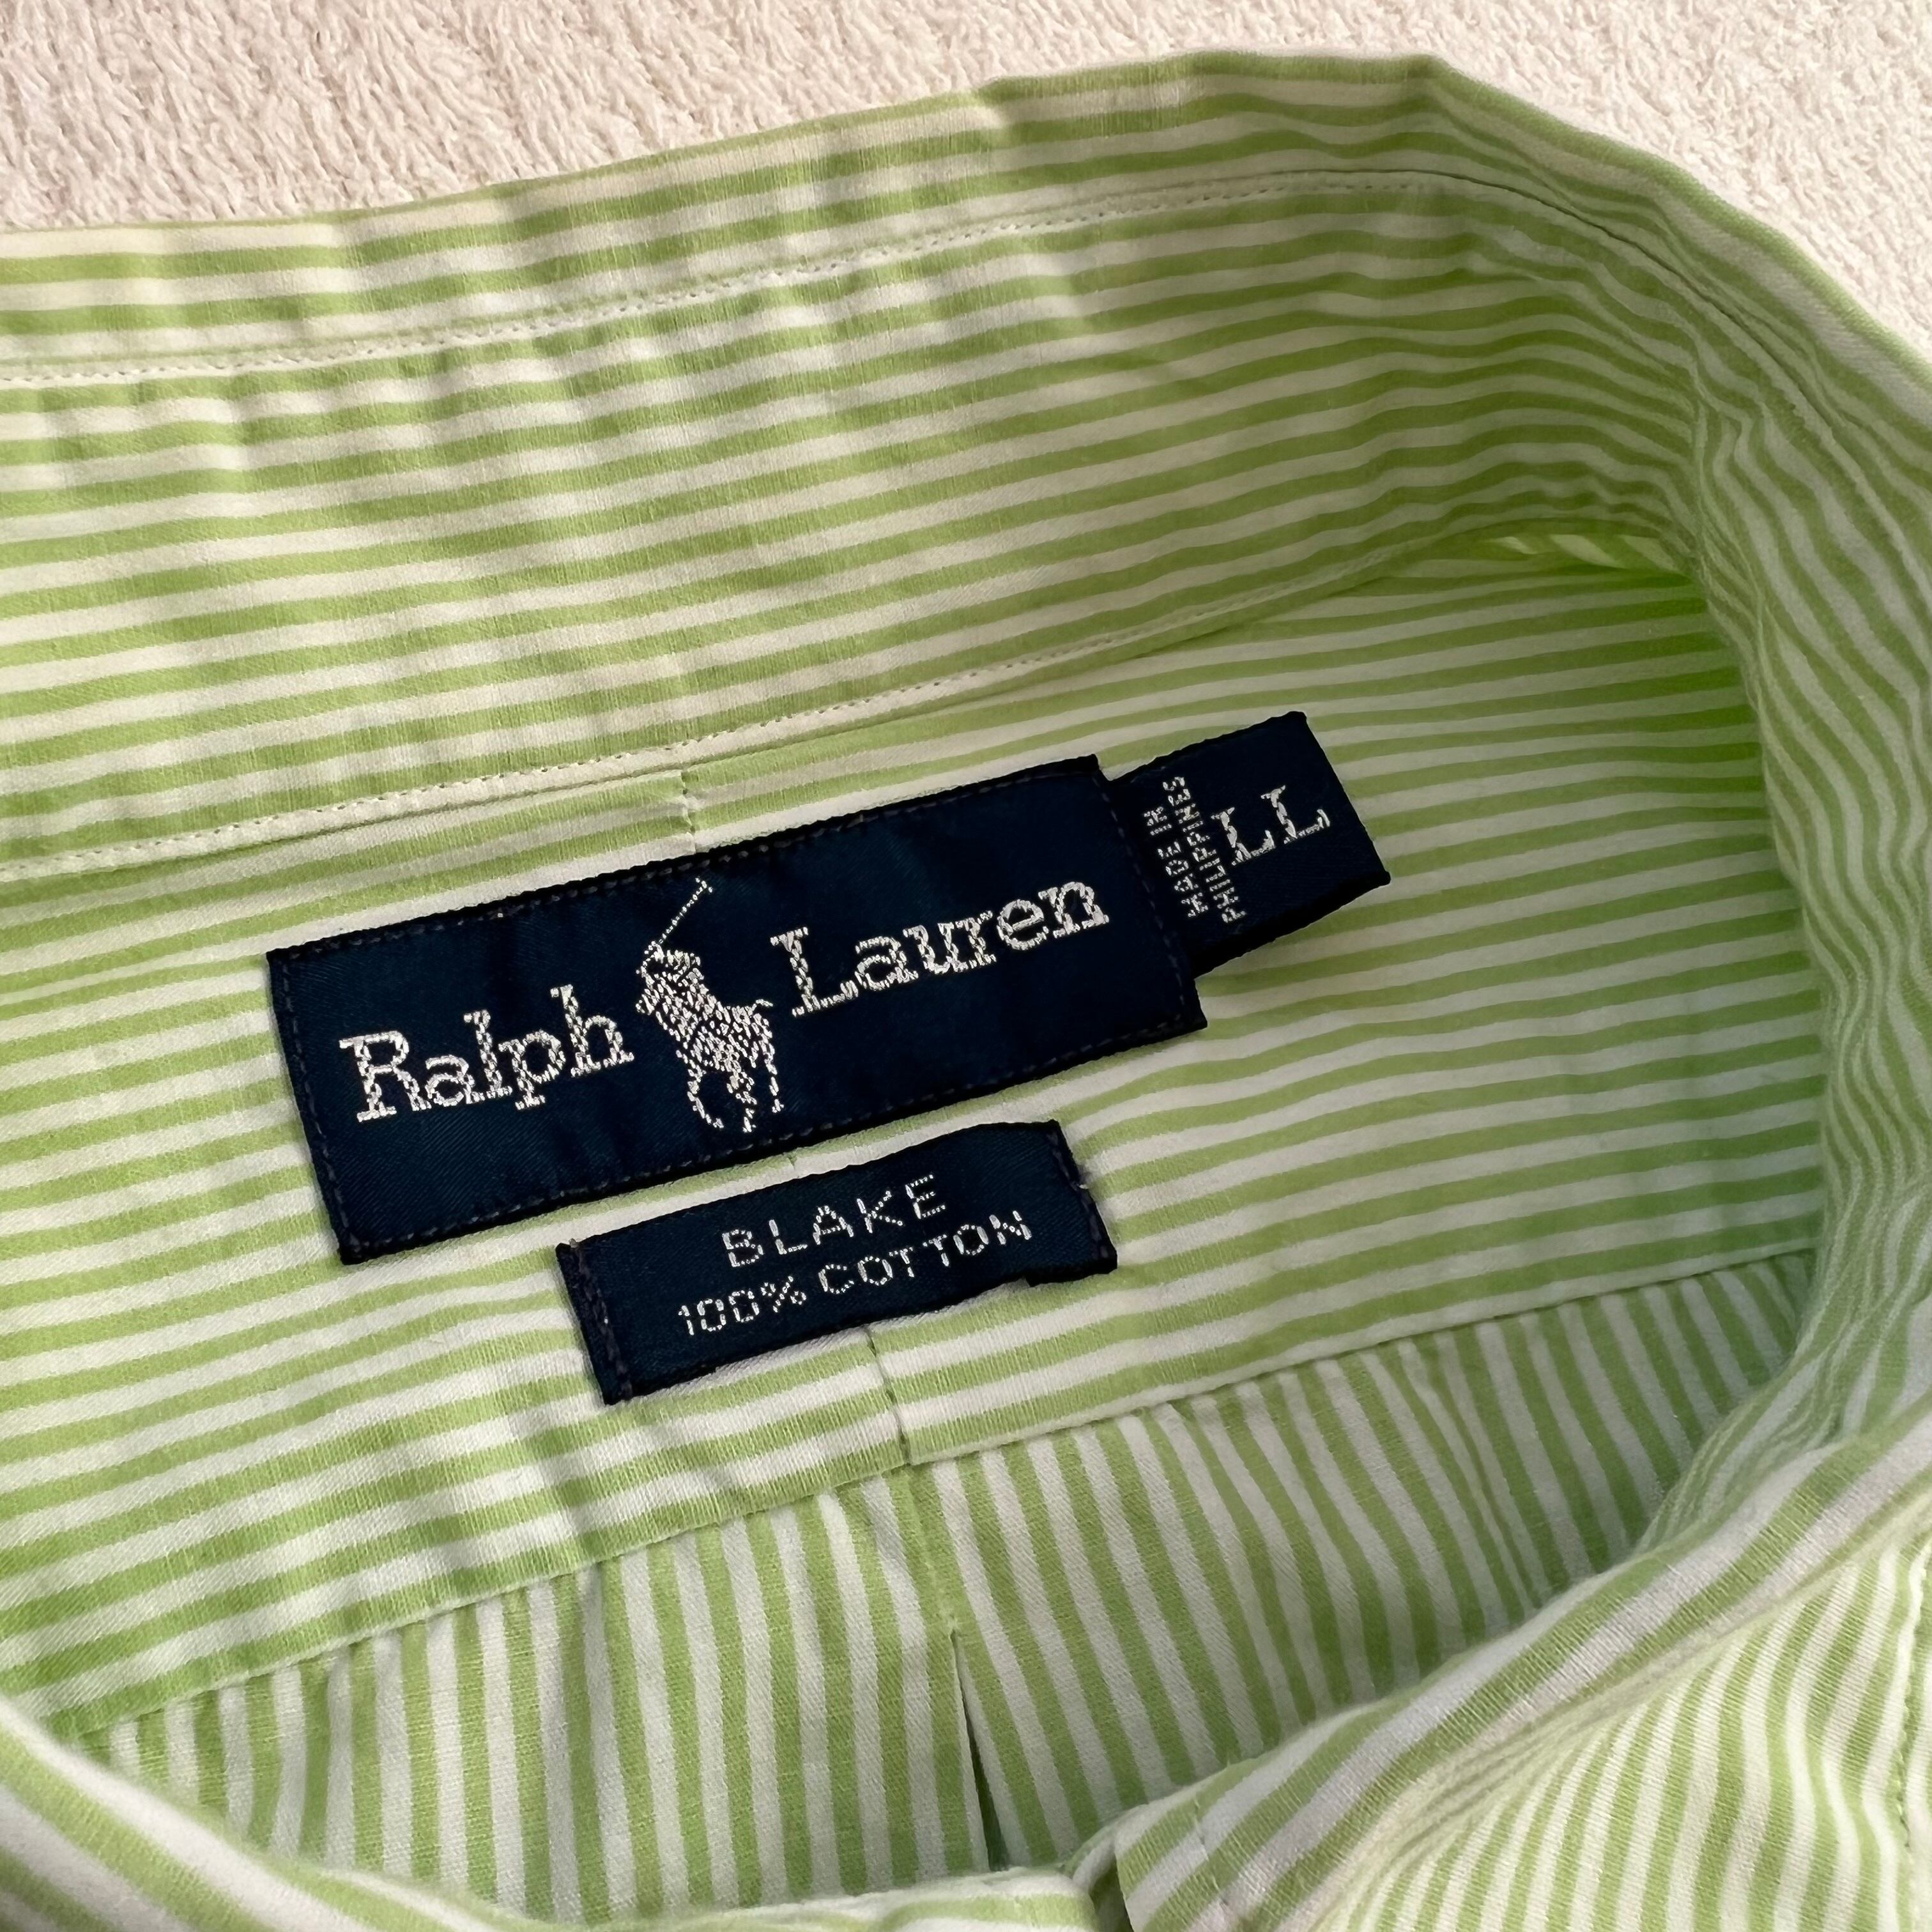 Ralph Lauren
MADE IN
PHILIPPINES
LL
BLAKE
100% COTTON